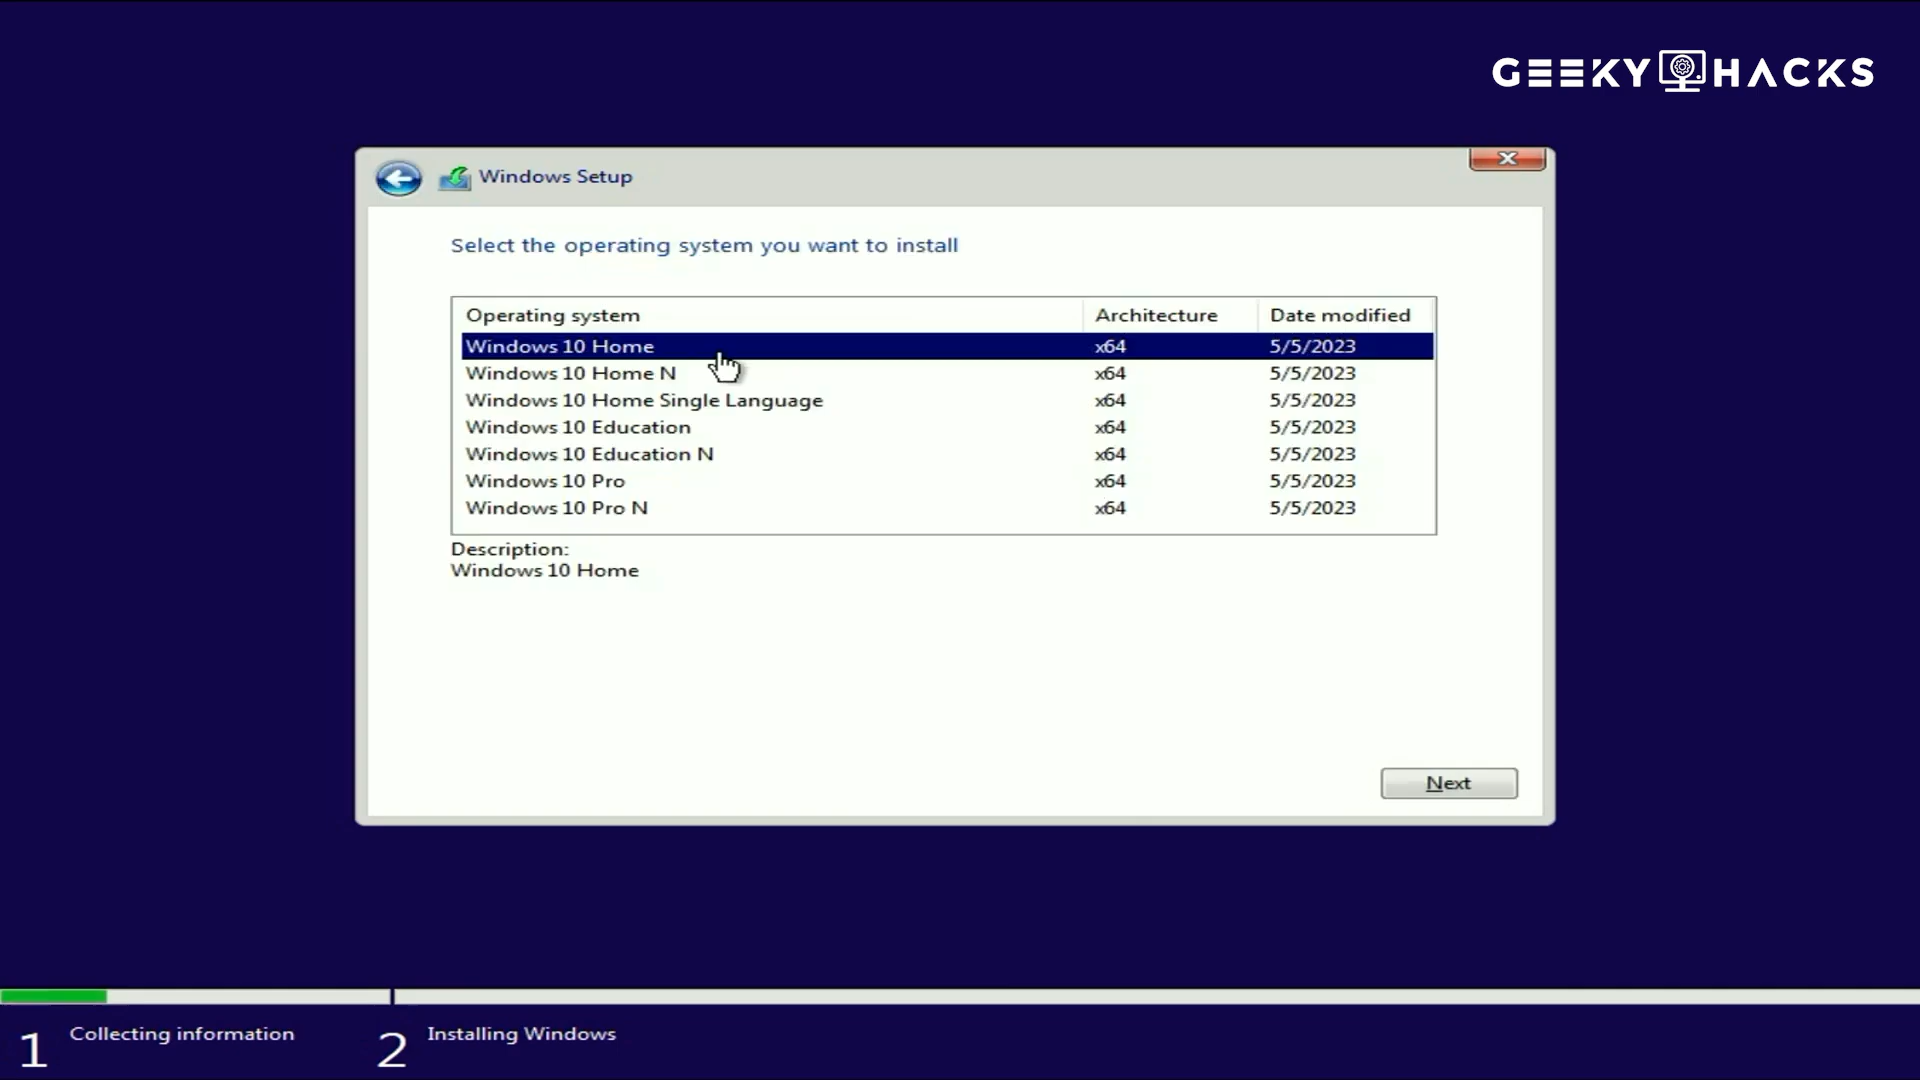 GEEKY HACKS
Windows Setup
Select the operating system you want to install
Operating system Architecture Date modified
Windows 10 Home x64 5/5/2023
Windows 10 Home N x64 5/5/2023
Windows 10 Home Single Language x64 5/5/2023
Windows 10 Education x64 5/5/2023
Windows 10 Education N x64 5/5/2023
Windows 10 Pro x64 5/5/2023
Windows 10 Pro N x64 5/5/2023
Description:
Windows 10 Home
Next
1 Collecting information 2 Installing Windows